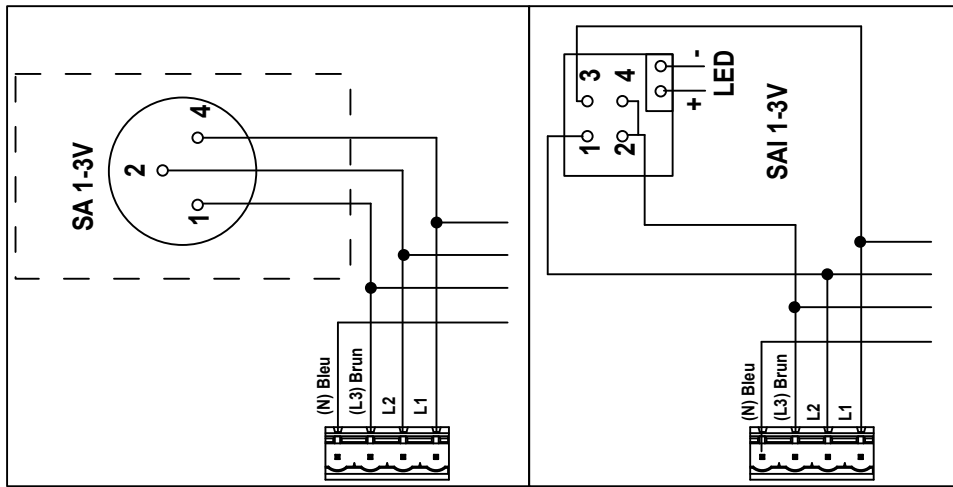 SA 1-3V
4
2
1
(N) Bleu
(L3) Brun
L2
L1
3 4
1 2
- + LED
SAI 1-3V
(N) Bleu
(L3) Brun
L2
L1